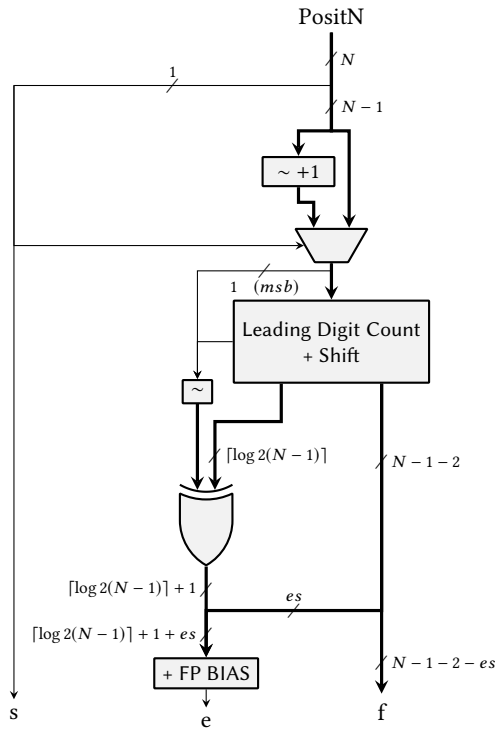 PositN
N
1
N − 1
∼ +1
1 (msb)
Leading Digit Count
+ Shift
∼
⌈log 2(N − 1)⌉
N − 1 − 2
⌈log 2(N − 1)⌉ + 1
es
⌈log 2(N − 1)⌉ + 1 + es
N − 1 − 2 − es
+ FP BIAS
s
e
f